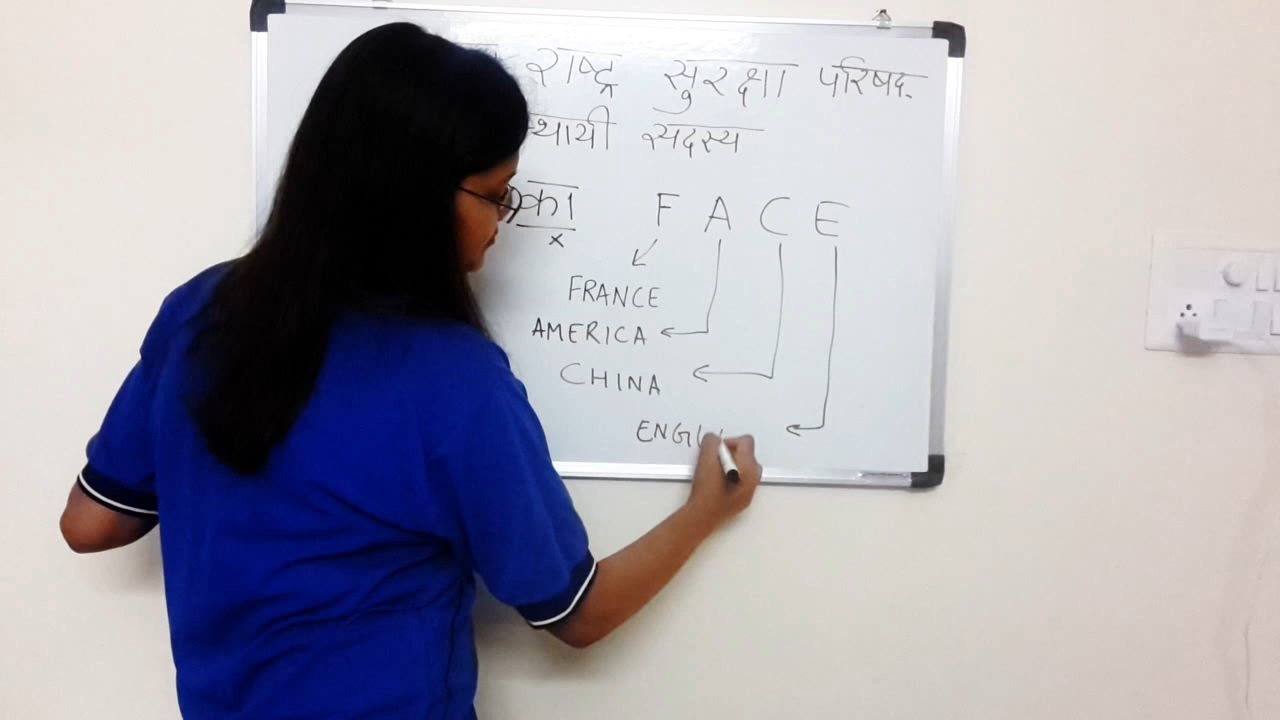 राष्ट्र सुरक्षा परिषद.
स्थायी सदस्य
का F A C E
x
FRANCE
AMERICA
CHINA